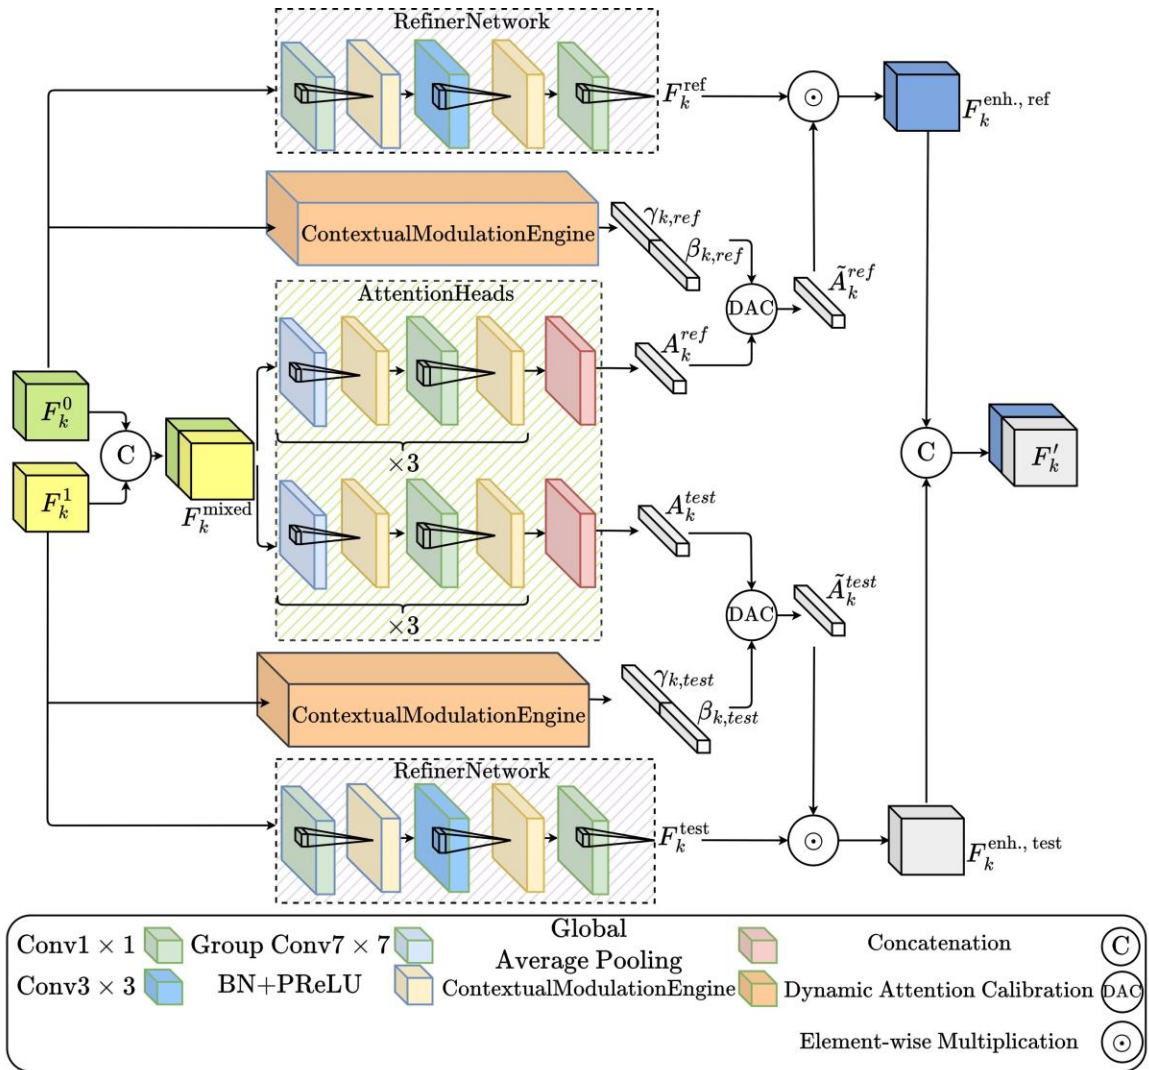 RefinerNetwork
F_k^ref
F_k^enh., ref
ContextualModulationEngine
γ_k,ref
β_k,ref
DAC
Ã_k^ref
AttentionHeads
A_k^ref
×3
F_k^0
F_k^1
C
F_k^mixed
C
F_k′
A_k^test
×3
DAC
Ã_k^test
ContextualModulationEngine
γ_k,test
β_k,test
RefinerNetwork
F_k^test
F_k^enh., test
Conv1 × 1
Group Conv7 × 7
Global
Average Pooling
Concatenation
C
Conv3 × 3
BN+PReLU
ContextualModulationEngine
Dynamic Attention Calibration
DAC
Element-wise Multiplication